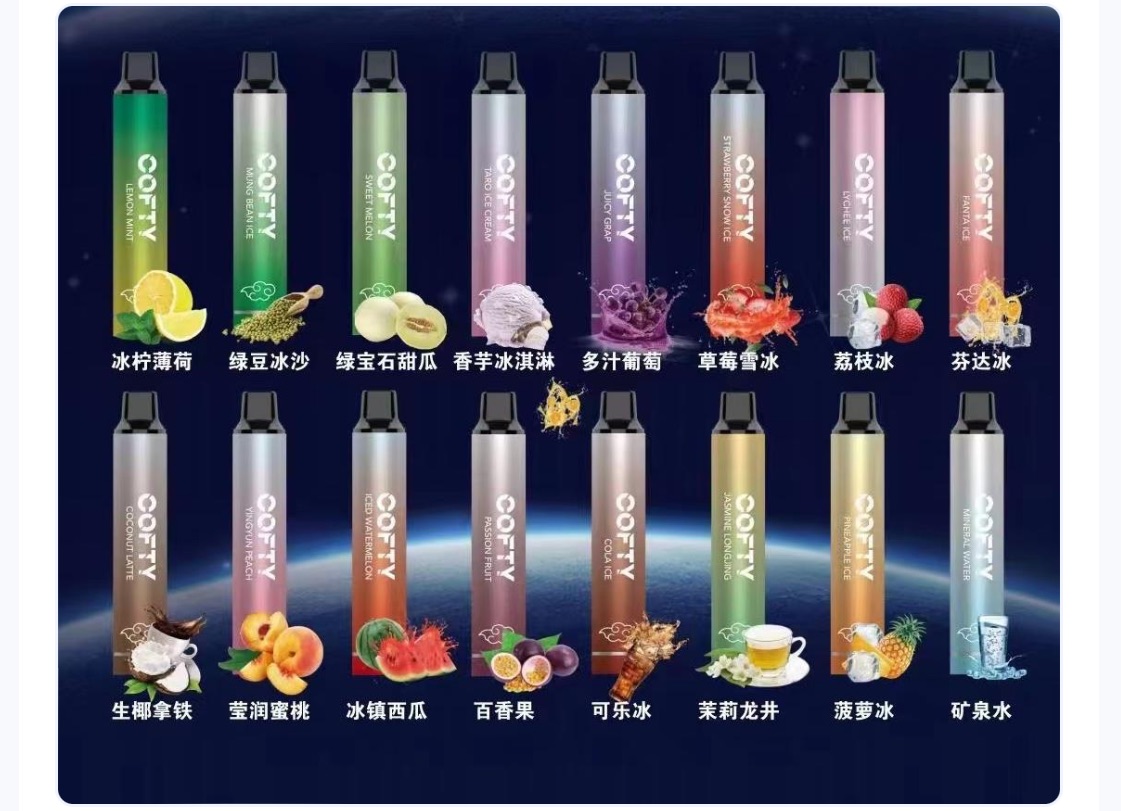 COFTY
LEMON MINT
COFTY
MUNG BEAN ICE
COFTY
SWEET MELON
COFTY
TARO ICE CREAM
COFTY
JUICY GRAP
COFTY
STRAWBERRY SNOW ICE
COFTY
LYCHEE ICE
COFTY
FANTA ICE
冰柠薄荷 绿豆冰沙 绿宝石甜瓜 香芋冰淇淋 多汁葡萄 草莓雪冰 荔枝冰 芬达冰
COFTY
COCONUT LATTE
COFTY
YINGYUN PEACH
COFTY
ICED WATERMELON
COFTY
PASSION FRUIT
COFTY
COLA ICE
COFTY
JASMINE LONGJING
COFTY
PINEAPPLE ICE
COFTY
MINERAL WATER
生椰拿铁 莹润蜜桃 冰镇西瓜 百香果 可乐冰 茉莉龙井 菠萝冰 矿泉水